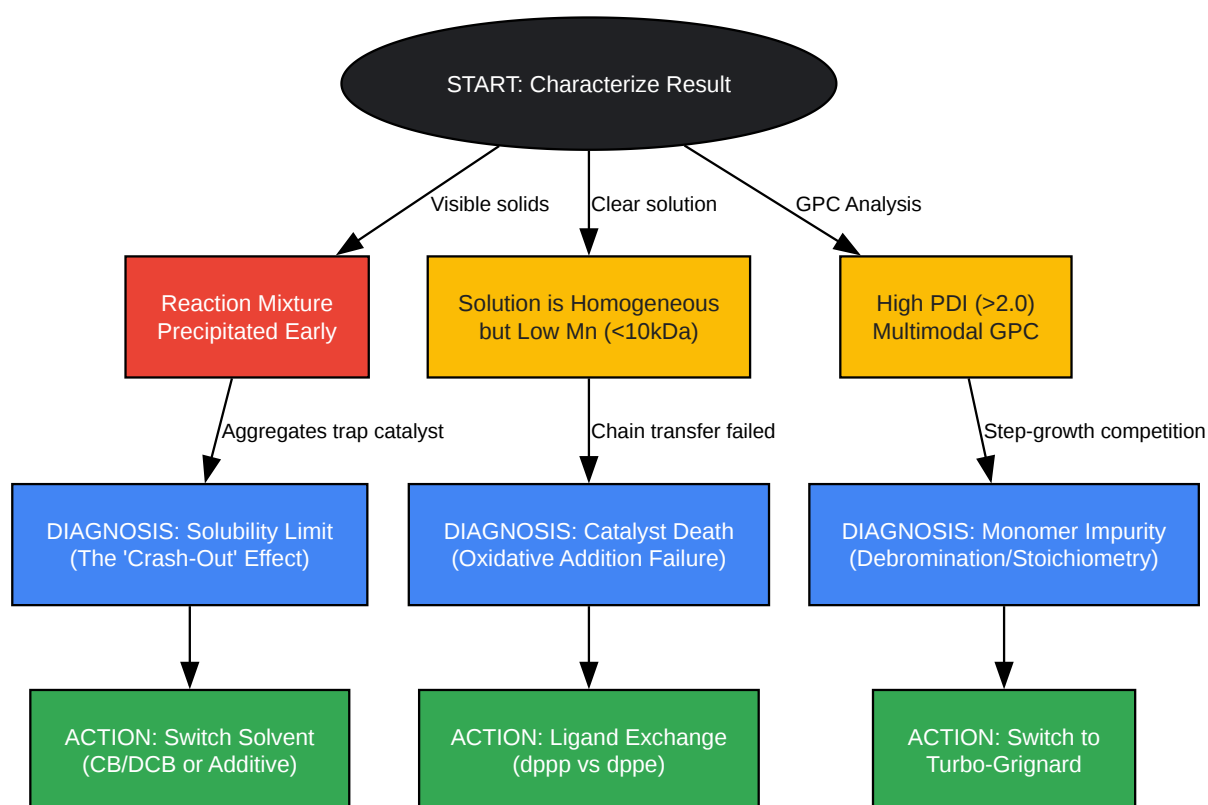 START: Characterize Result
Visible solids
Clear solution
GPC Analysis
Reaction Mixture
Precipitated Early
Solution is Homogeneous
but Low Mn (<10kDa)
High PDI (>2.0)
Multimodal GPC
Aggregates trap catalyst
Chain transfer failed
Step-growth competition
DIAGNOSIS: Solubility Limit
(The 'Crash-Out' Effect)
DIAGNOSIS: Catalyst Death
(Oxidative Addition Failure)
DIAGNOSIS: Monomer Impurity
(Debromination/Stoichiometry)
ACTION: Switch Solvent
(CB/DCB or Additive)
ACTION: Ligand Exchange
(dppp vs dppe)
ACTION: Switch to
Turbo-Grignard